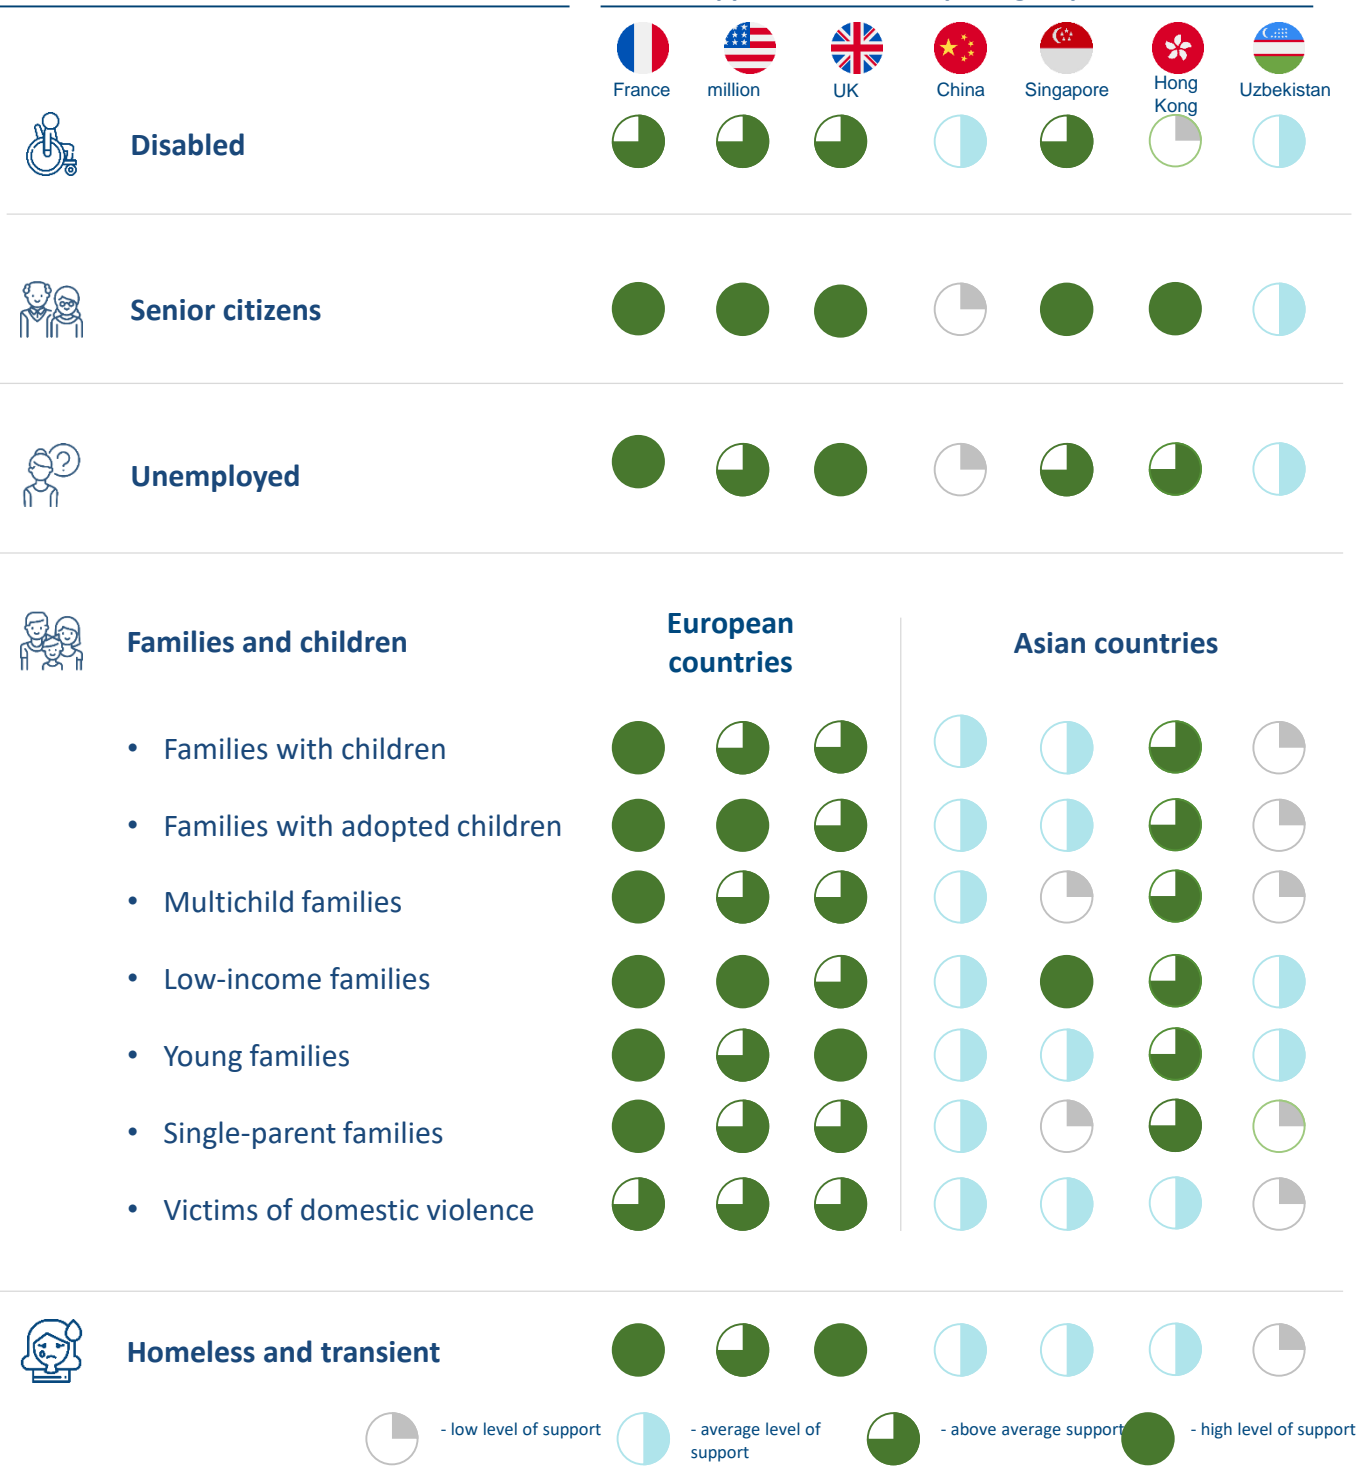 France
million
UK
China
Singapore
Hong
Kong
Uzbekistan
Disabled
Senior citizens
Unemployed
Families and children
European
countries
Asian countries
• Families with children
• Families with adopted children
• Multichild families
• Low-income families
• Young families
• Single-parent families
• Victims of domestic violence
Homeless and transient
- low level of support
- average level of
support
- above average support
- high level of support